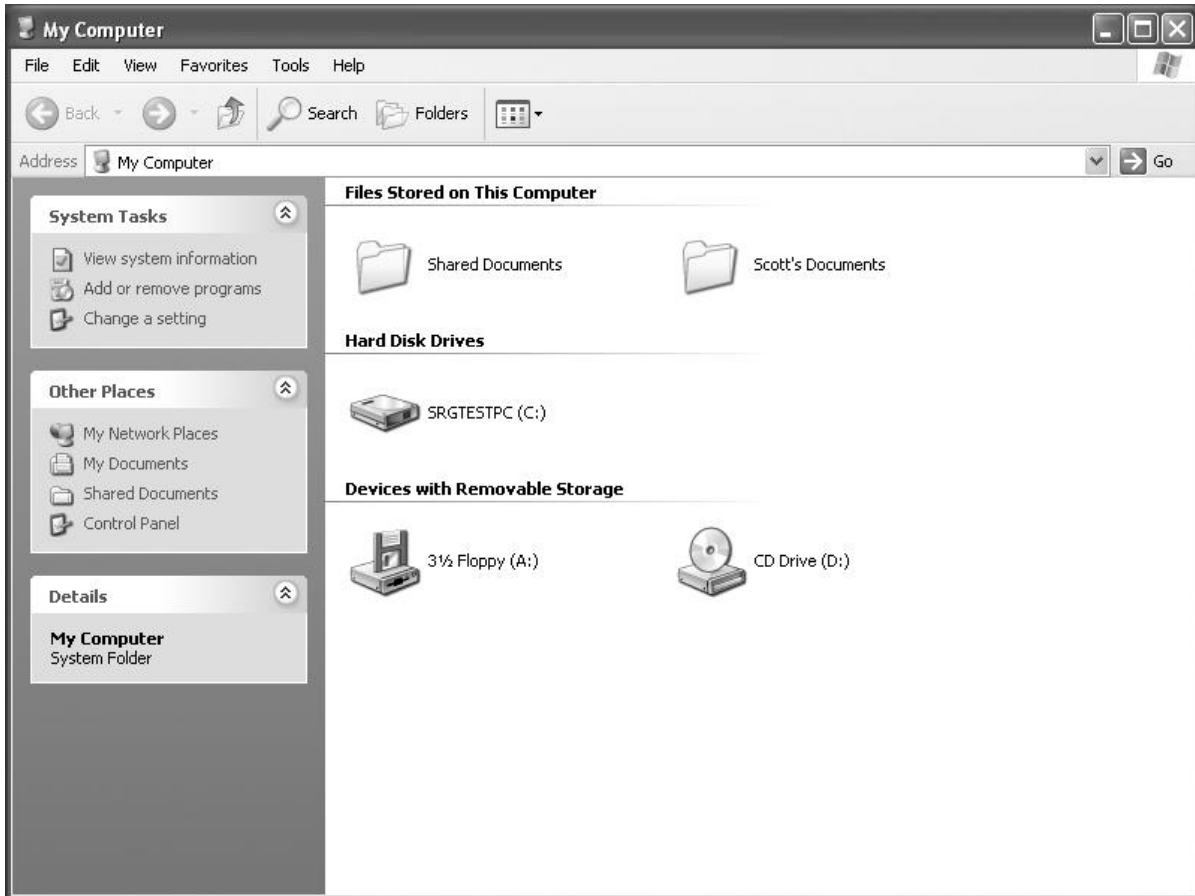 My Computer
File Edit View Favorites Tools Help
Back Search Folders
Address My Computer Go
System Tasks
View system information
Add or remove programs
Change a setting
Other Places
My Network Places
My Documents
Shared Documents
Control Panel
Details
My Computer
System Folder
Files Stored on This Computer
Shared Documents Scott's Documents
Hard Disk Drives
SRGTESTPC (C:)
Devices with Removable Storage
3½ Floppy (A:) CD Drive (D:)